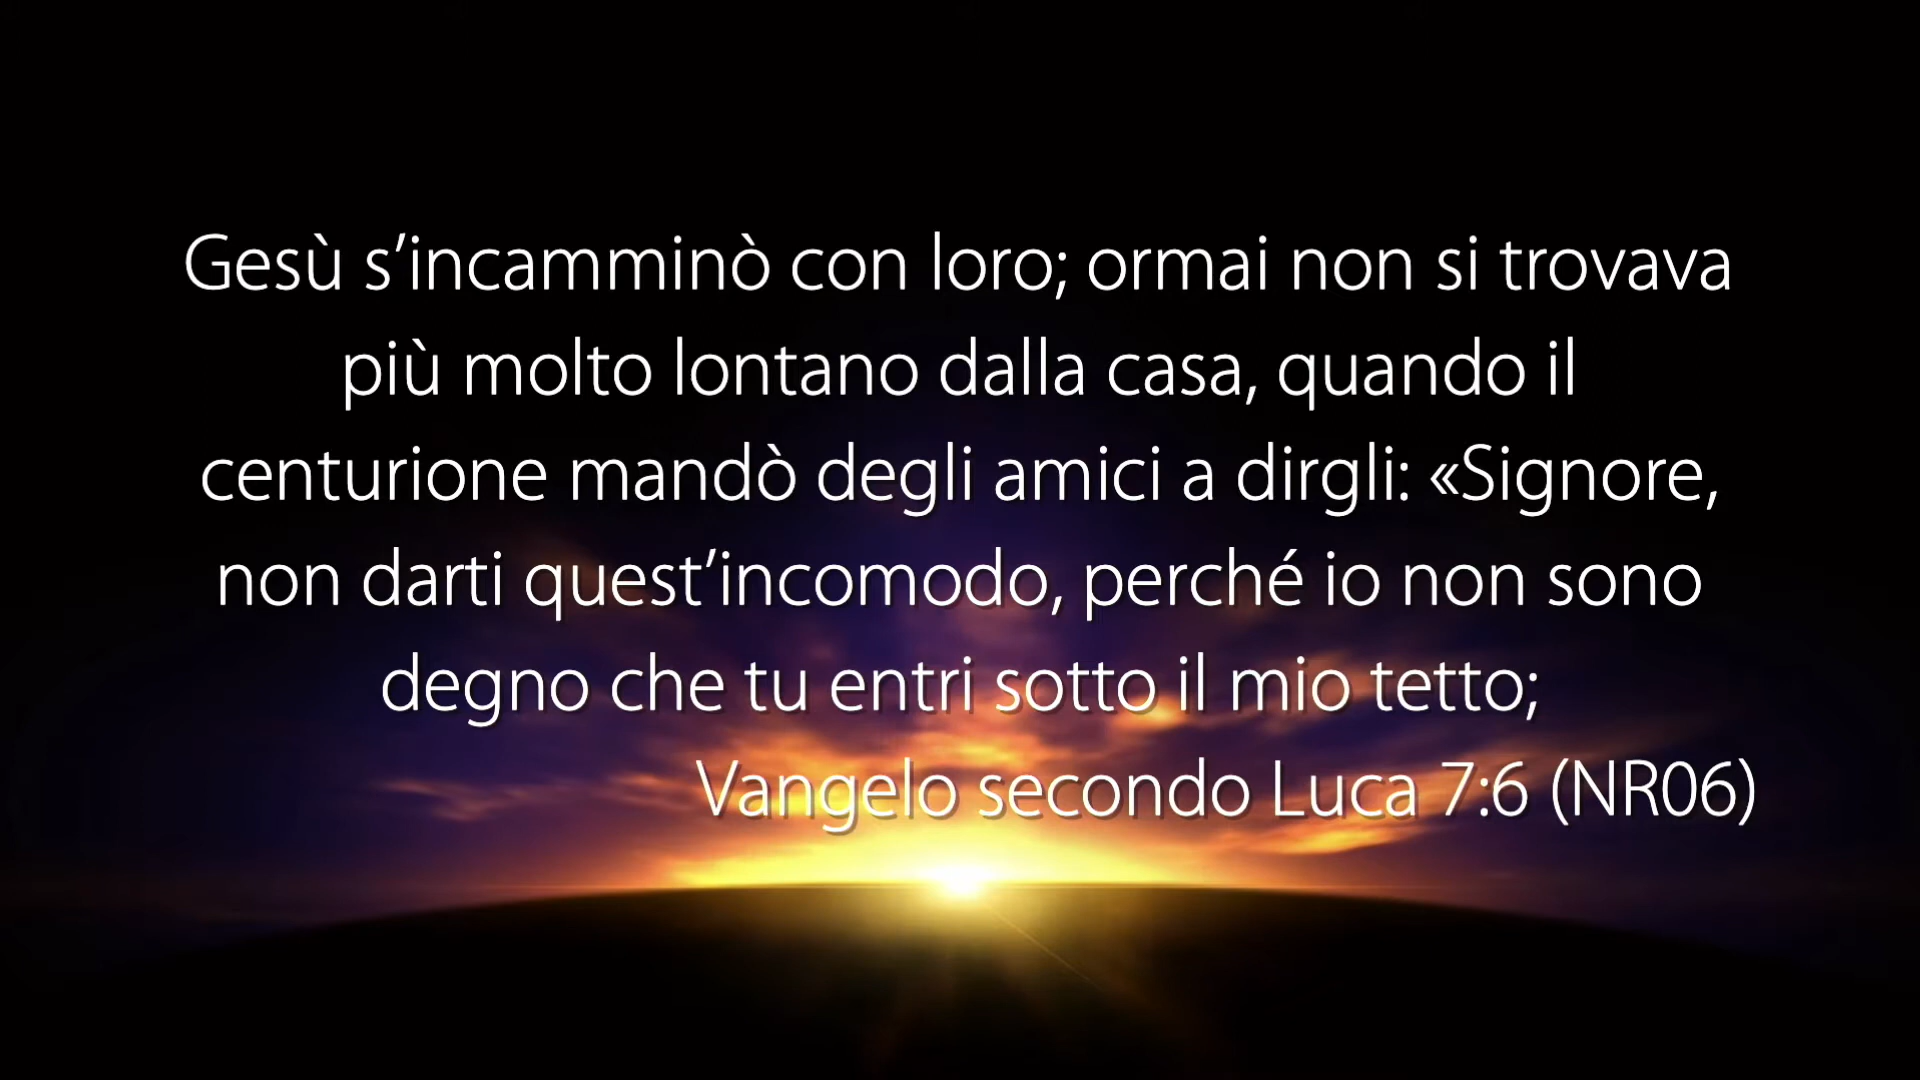 Gesù s’incamminò con loro; ormai non si trovava
più molto lontano dalla casa, quando il
centurione mandò degli amici a dirgli: «Signore,
non darti quest’incomodo, perché io non sono
degno che tu entri sotto il mio tetto;
Vangelo secondo Luca 7:6 (NR06)